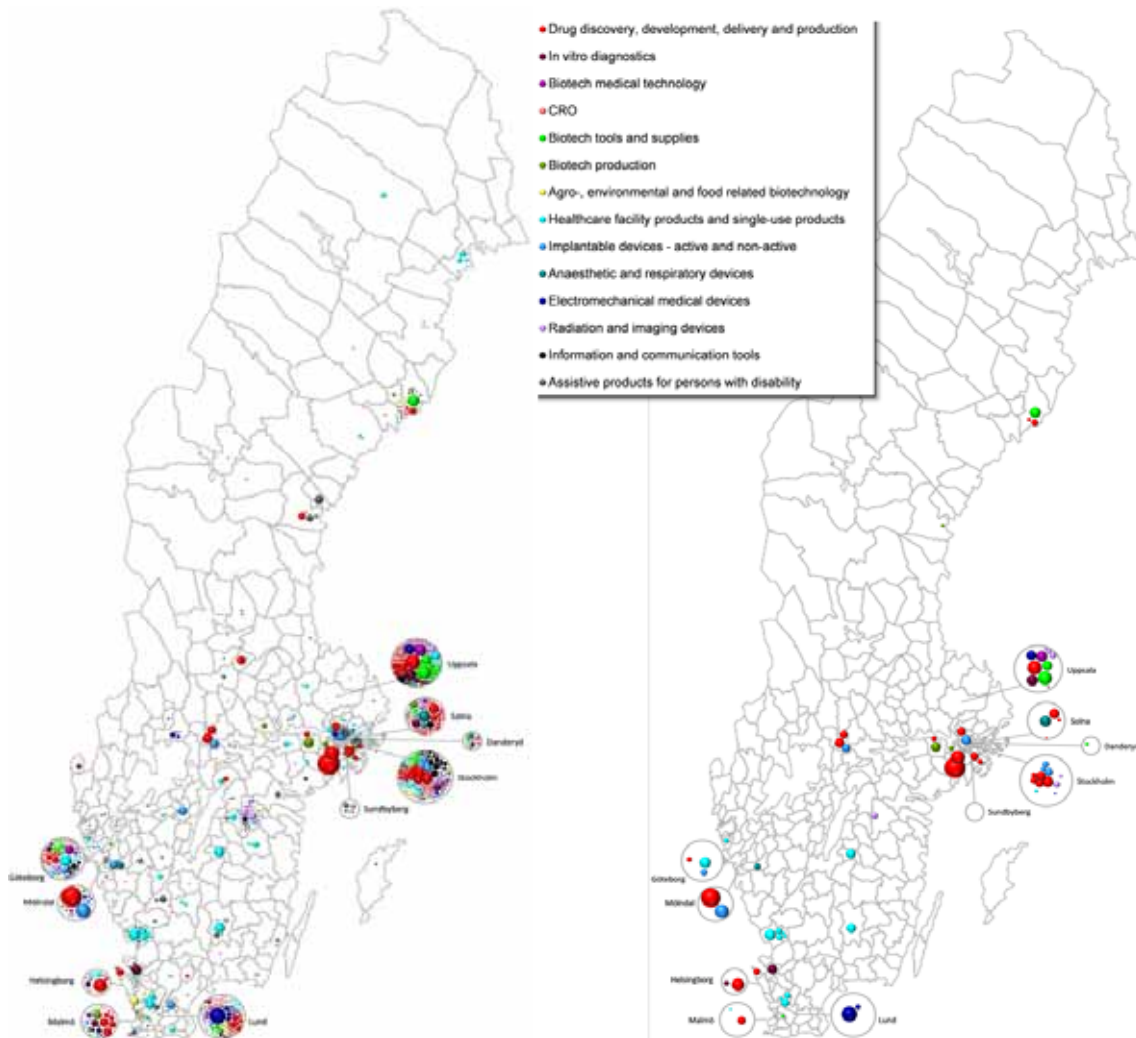 Drug discovery, development, delivery and production
In vitro diagnostics
Biotech medical technology
CRO
Biotech tools and supplies
Biotech production
Agro-, environmental and food related biotechnology
Healthcare facility products and single-use products
Implantable devices - active and non-active
Anaesthetic and respiratory devices
Electromechanical medical devices
Radiation and imaging devices
Information and communication tools
Assistive products for persons with disability
Uppsala
Solna
Danderyd
Stockholm
Sundbyberg
Göteborg
Mölndal
Helsingborg
Malmö
Lund
Uppsala
Solna
Danderyd
Stockholm
Sundbyberg
Göteborg
Mölndal
Helsingborg
Malmö
Lund